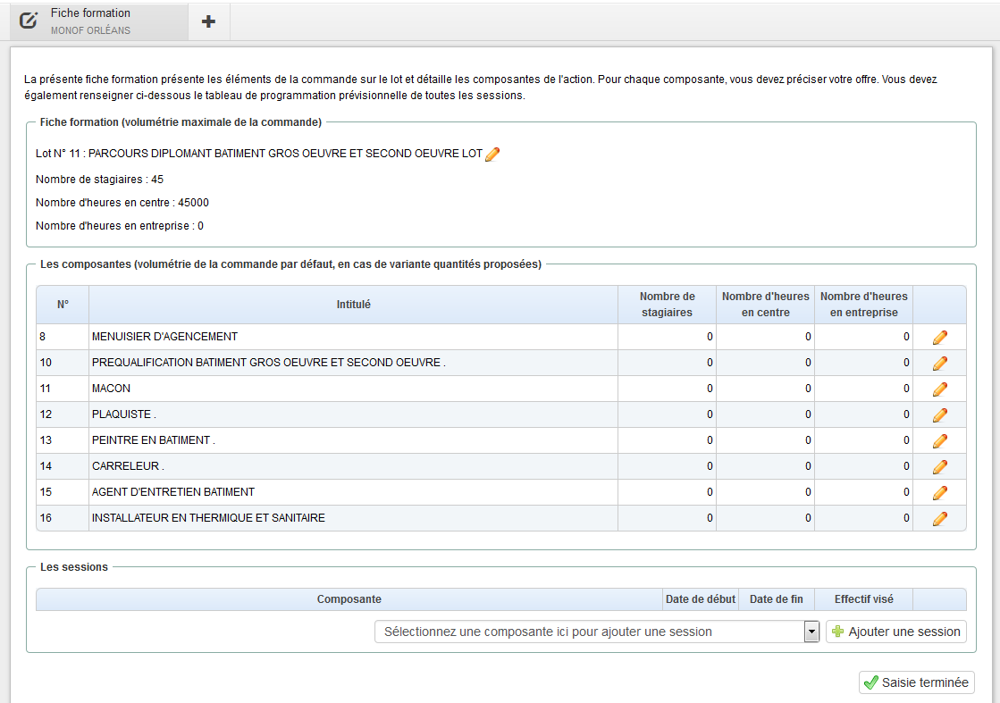 Fiche formation
MONOF ORLÉANS
La présente fiche formation présente les éléments de la commande sur le lot et détaille les composantes de l'action. Pour chaque composante, vous devez préciser votre offre. Vous devez
également renseigner ci-dessous le tableau de programmation prévisionnelle de toutes les sessions.
Fiche formation (volumétrie maximale de la commande)
Lot N° 11 : PARCOURS DIPLOMANT BATIMENT GROS OEUVRE ET SECOND OEUVRE LOT
Nombre de stagiaires : 45
Nombre d'heures en centre : 45000
Nombre d'heures en entreprise : 0
Les composantes (volumétrie de la commande par défaut, en cas de variante quantités proposées)
N° Intitulé Nombre de stagiaires Nombre d'heures en centre Nombre d'heures en entreprise
8 MENUISIER D'AGENCEMENT 0 0 0
10 PREQUALIFICATION BATIMENT GROS OEUVRE ET SECOND OEUVRE . 0 0 0
11 MACON 0 0 0
12 PLAQUISTE . 0 0 0
13 PEINTRE EN BATIMENT . 0 0 0
14 CARRELEUR . 0 0 0
15 AGENT D'ENTRETIEN BATIMENT 0 0 0
16 INSTALLATEUR EN THERMIQUE ET SANITAIRE 0 0 0
Les sessions
Composante Date de début Date de fin Effectif visé
Sélectionnez une composante ici pour ajouter une session Ajouter une session
Saisie terminée